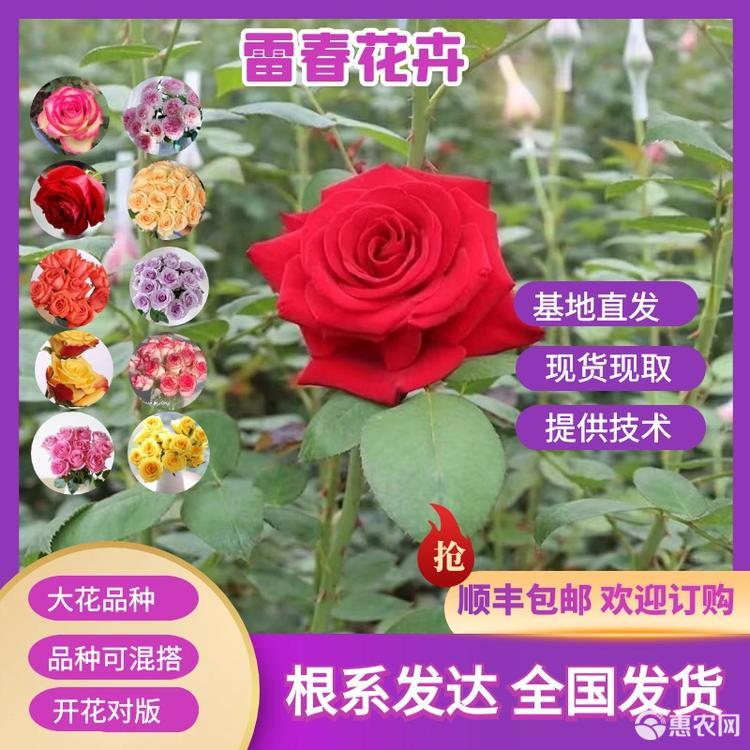 雷春花卉
基地直发
现货现取
提供技术
抢
顺丰包邮 欢迎订购
大花品种
品种可混搭
开花对版
根系发达 全国发货
惠农网